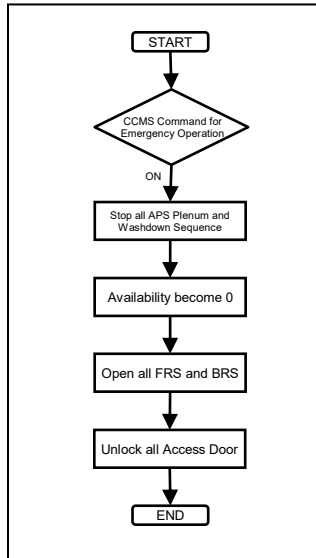 START
CCMS Command for
Emergency Operation
ON
Stop all APS Plenum and
Washdown Sequence
Availability become 0
Open all FRS and BRS
Unlock all Access Door
END